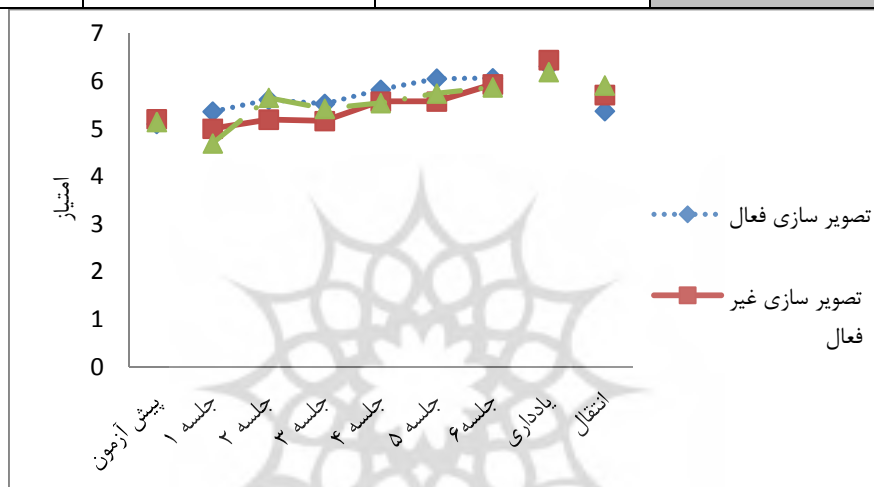 7
6
5
4
3
2
1
0
امتیاز
پیش آزمون
جلسه ۱
جلسه ۲
جلسه ۳
جلسه ۴
جلسه ۵
جلسه۶
یادداری
انتقال
تصویر سازی فعال
تصویر سازی غیر
فعال